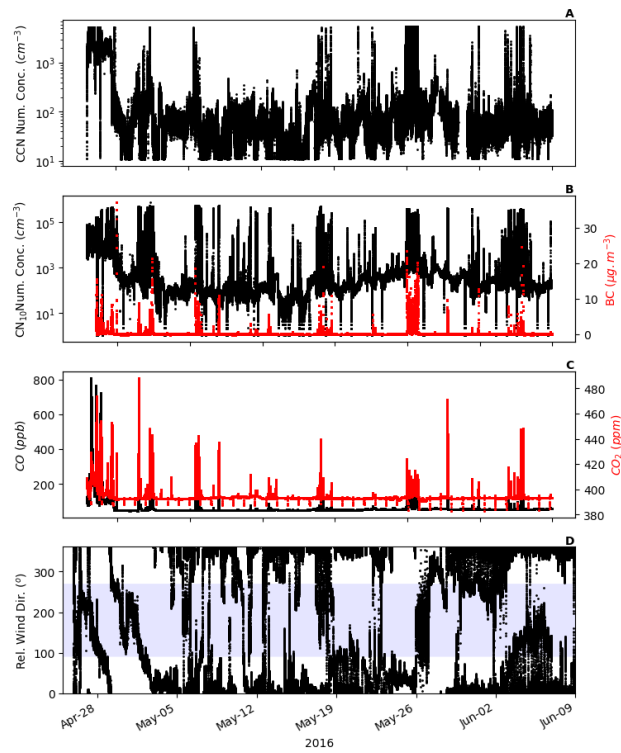 A
CCN Num. Conc. (cm⁻³)
10³
10²
10¹
B
CN₁₀Num. Conc. (cm⁻³)
10⁵
10³
10¹
30
20
10
0
BC (μg. m⁻³)
C
CO (ppb)
800
600
400
200
480
460
440
420
400
380
CO₂ (ppm)
D
Rel. Wind Dir. (°)
300
200
100
0
Apr-28
May-05
May-12
May-19
May-26
Jun-02
Jun-09
2016